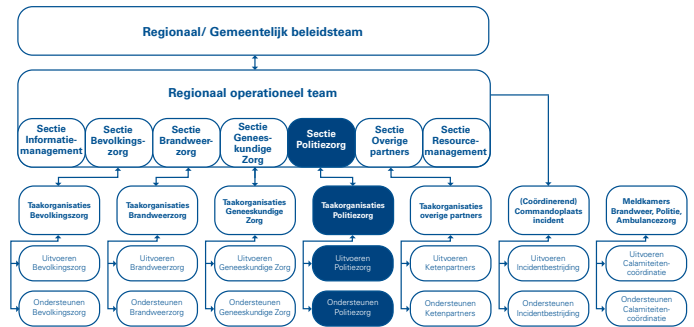 Regionaal/ Gemeentelijk beleidsteam
Regionaal operationeel team
Sectie
Informatie-
management
Sectie
Bevolkings-
zorg
Sectie
Brandweer-
zorg
Sectie
Genees-
kundige
Zorg
Sectie
Politiezorg
Sectie
Overige
partners
Sectie
Resource-
management
Taakorganisaties
Bevolkingszorg
Taakorganisaties
Brandweerzorg
Taakorganisaties
Geneeskundige
Zorg
Taakorganisaties
Politiezorg
Taakorganisaties
overige partners
(Coördinerend)
Commandoplaats
incident
Meldkamers
Brandweer, Politie,
Ambulancezorg
Uitvoeren
Bevolkingszorg
Uitvoeren
Brandweerzorg
Uitvoeren
Geneeskundige Zorg
Uitvoeren
Politiezorg
Uitvoeren
Ketenpartners
Uitvoeren
Incidentbestrijding
Uitvoeren
Calamiteiten-
coördinatie
Ondersteunen
Bevolkingszorg
Ondersteunen
Brandweerzorg
Ondersteunen
Geneeskundige Zorg
Ondersteunen
Politiezorg
Ondersteunen
Ketenpartners
Ondersteunen
Incidentbestrijding
Ondersteunen
Calamiteiten-
coördinatie